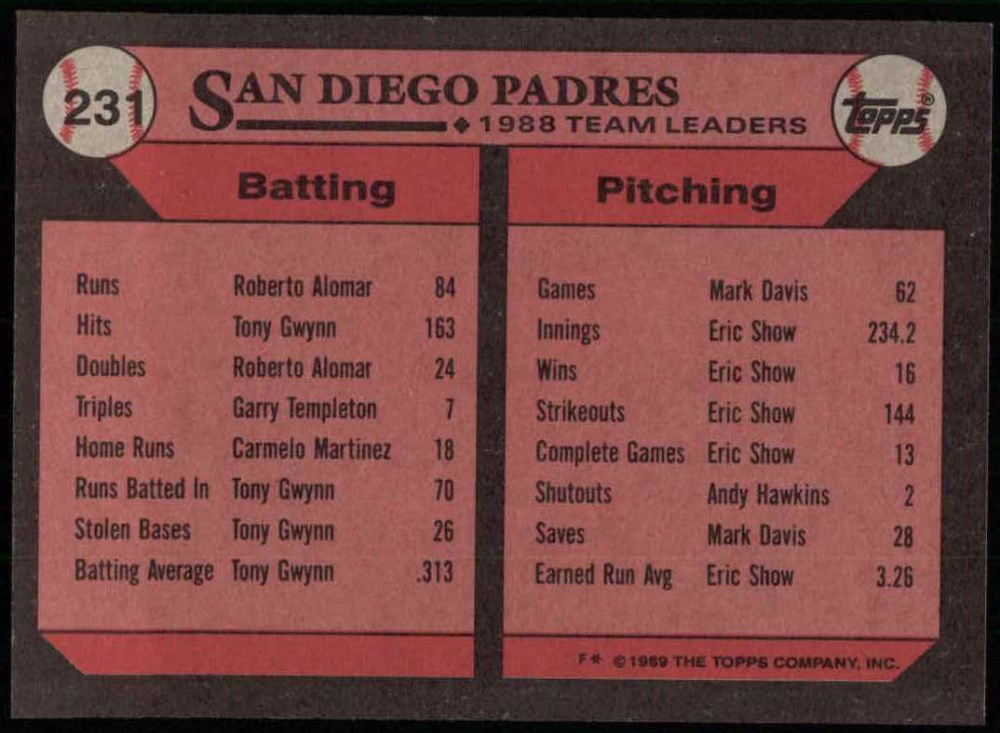 231
SAN DIEGO PADRES
1988 TEAM LEADERS
Topps®
Batting
Runs Roberto Alomar 84
Hits Tony Gwynn 163
Doubles Roberto Alomar 24
Triples Garry Templeton 7
Home Runs Carmelo Martinez 18
Runs Batted In Tony Gwynn 70
Stolen Bases Tony Gwynn 26
Batting Average Tony Gwynn .313
Pitching
Games Mark Davis 62
Innings Eric Show 234.2
Wins Eric Show 16
Strikeouts Eric Show 144
Complete Games Eric Show 13
Shutouts Andy Hawkins 2
Saves Mark Davis 28
Earned Run Avg Eric Show 3.26
F* © 1989 THE TOPPS COMPANY, INC.